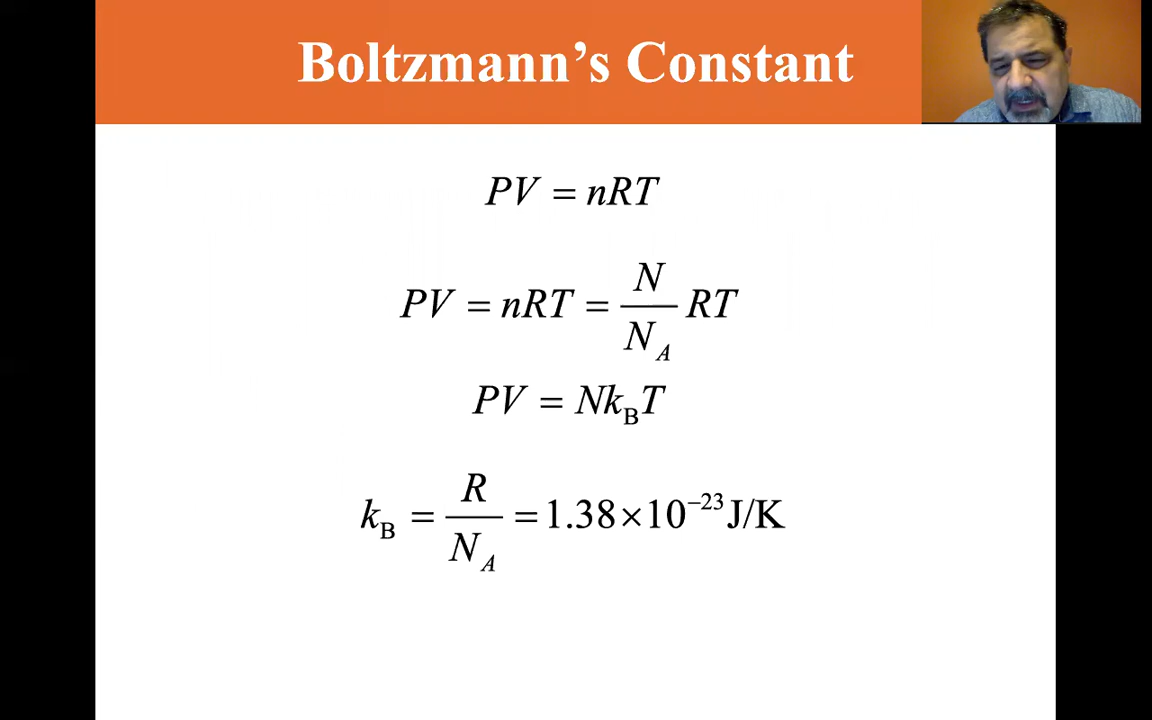 Boltzmann’s Constant
PV = nRT
PV = nRT = N/N_A RT
PV = Nk_BT
k_B = R/N_A = 1.38×10⁻²³ J/K